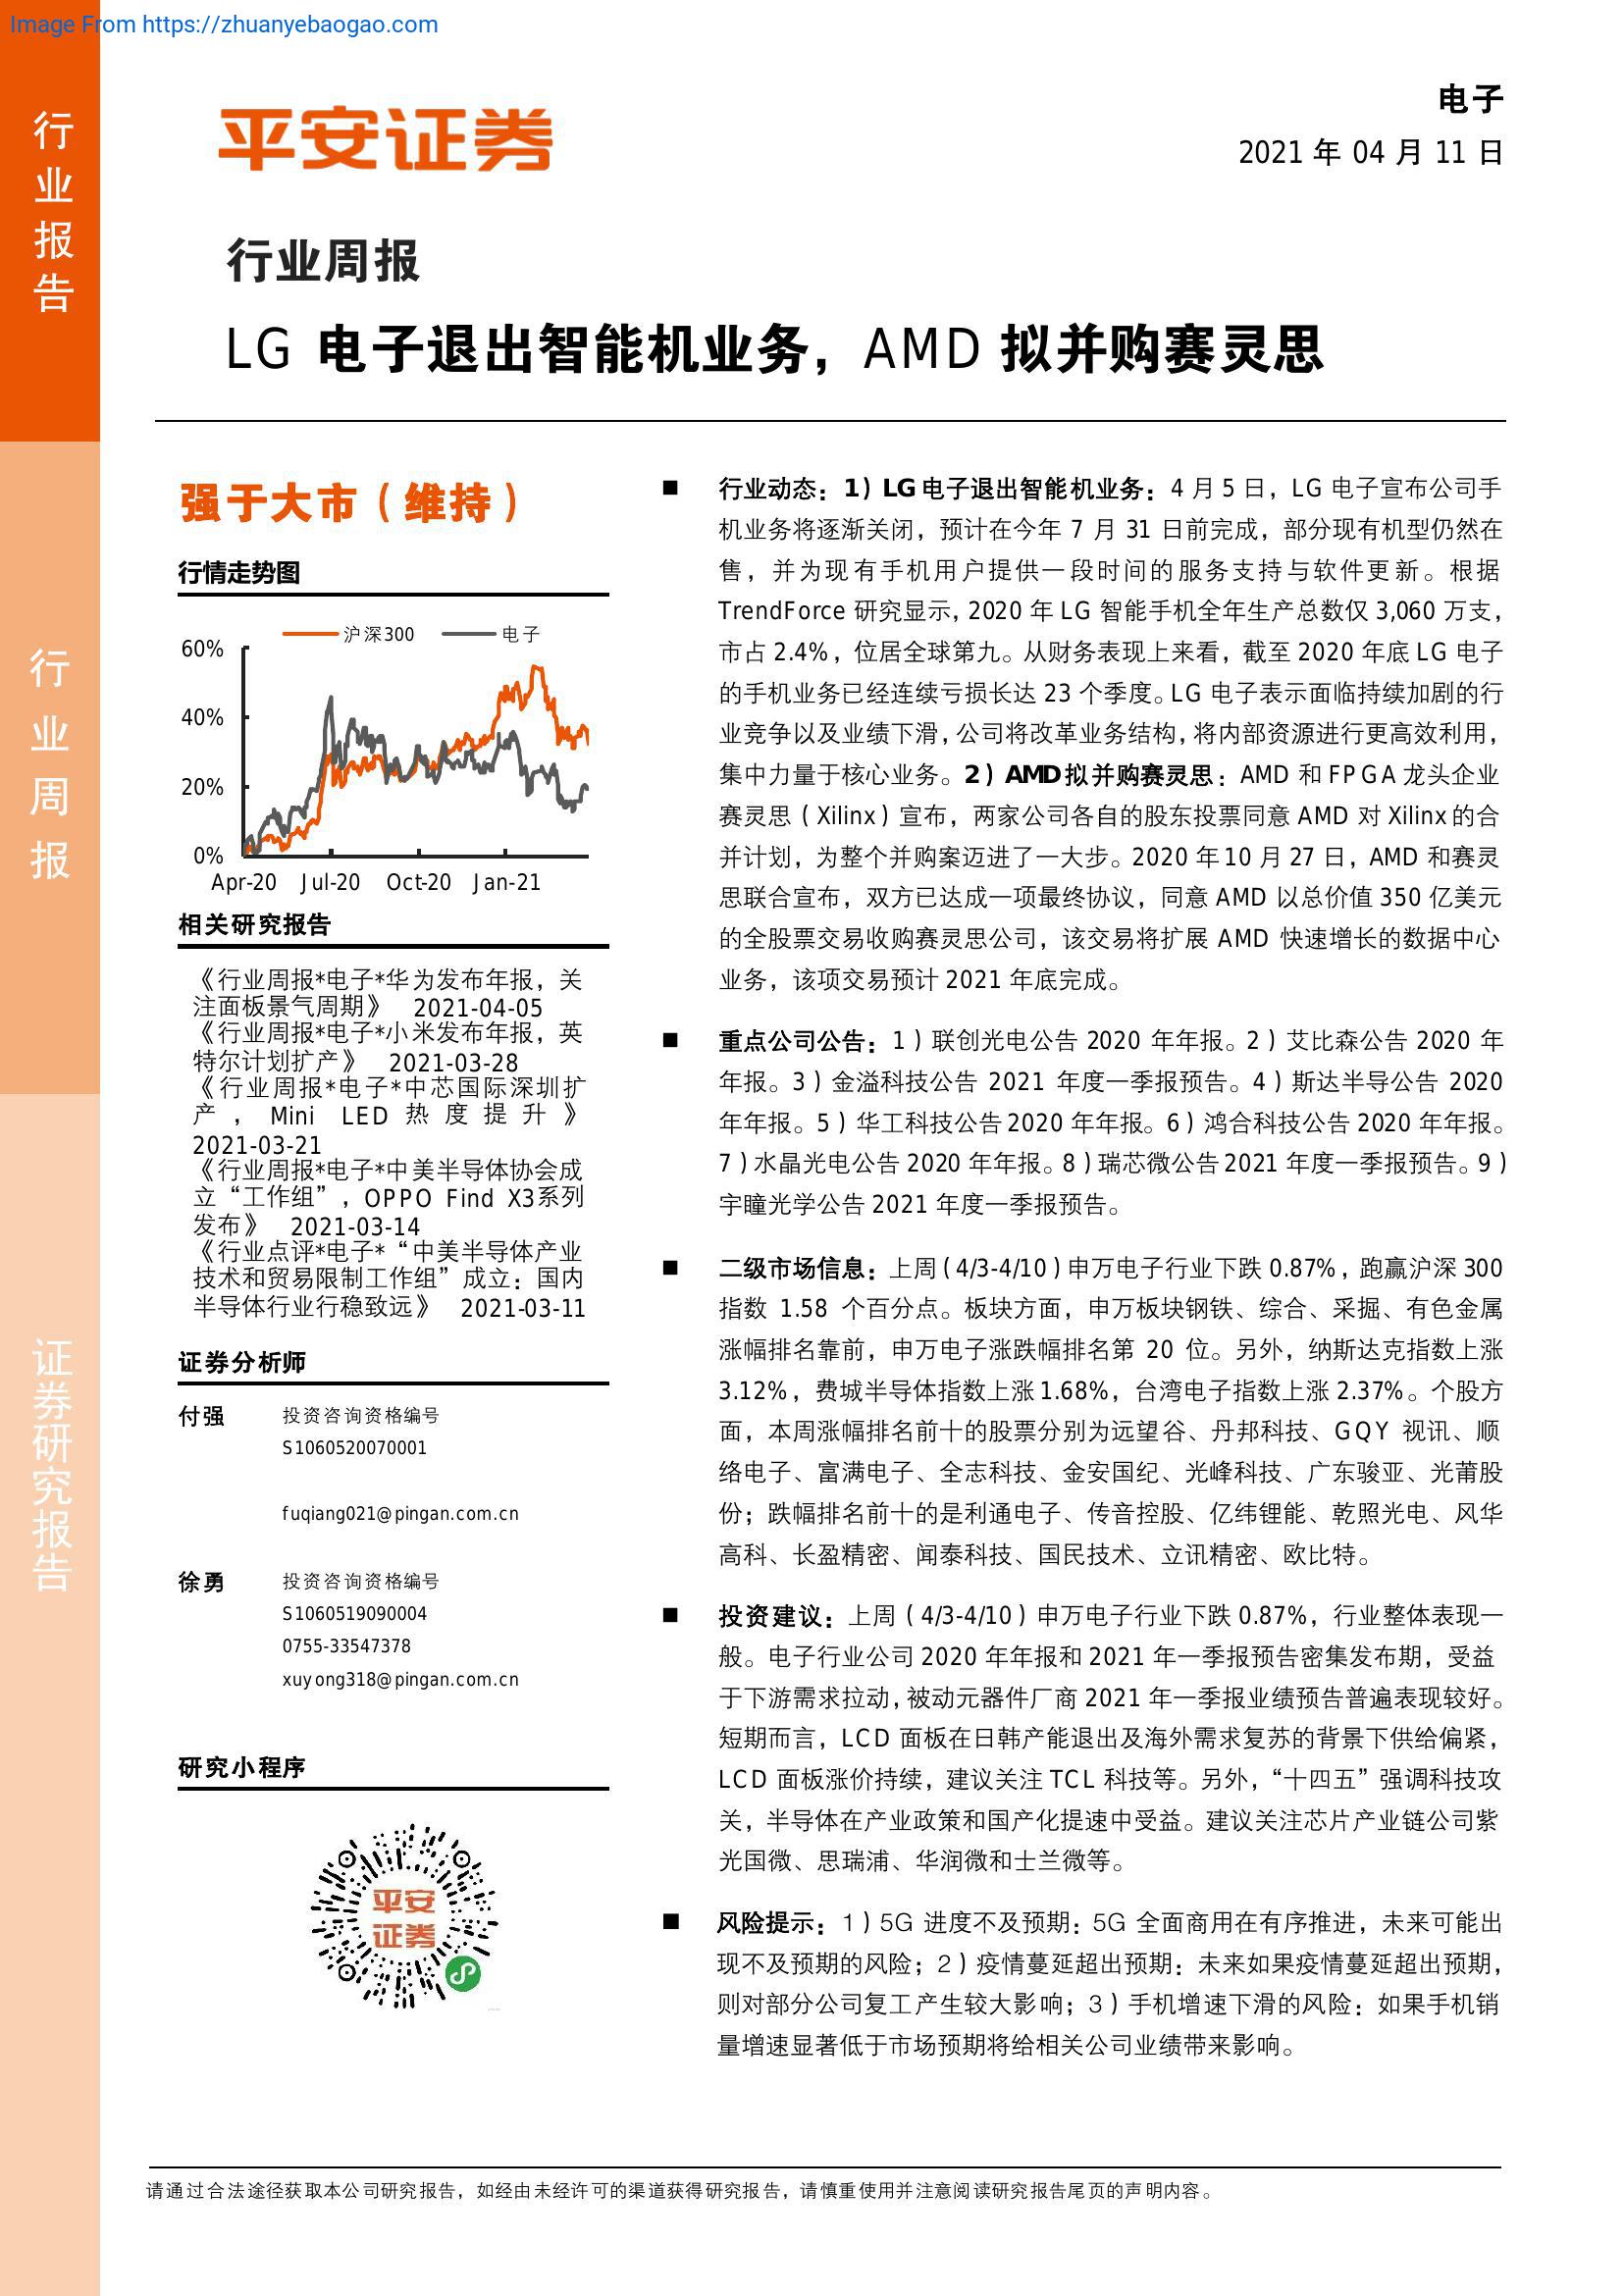 Image From https://zhuanyebaogao.com
行业报告
行业周报
证券研究报告
平安证券
电子
2021 年 04 月 11 日
行业周报
LG 电子退出智能机业务，AMD 拟并购赛灵思
强于大市（维持）
行情走势图
沪深300 电子
60%
40%
20%
0%
Apr-20 Jul-20 Oct-20 Jan-21
相关研究报告
《行业周报*电子*华为发布年报，关
注面板景气周期》 2021-04-05
《行业周报*电子*小米发布年报，英
特尔计划扩产》 2021-03-28
《行业周报*电子*中芯国际深圳扩
产，Mini LED 热度提升》
2021-03-21
《行业周报*电子*中美半导体协会成
立“工作组”，OPPO Find X3系列
发布》 2021-03-14
《行业点评*电子*“中美半导体产业
技术和贸易限制工作组”成立：国内
半导体行业行稳致远》 2021-03-11
证券分析师
付强 投资咨询资格编号
S1060520070001
fuqiang021@pingan.com.cn
徐勇 投资咨询资格编号
S1060519090004
0755-33547378
xuyong318@pingan.com.cn
研究小程序
平安
证券
■ 行业动态：1）LG电子退出智能机业务：4 月 5 日，LG 电子宣布公司手
机业务将逐渐关闭，预计在今年 7 月 31 日前完成，部分现有机型仍然在
售，并为现有手机用户提供一段时间的服务支持与软件更新。根据
TrendForce 研究显示，2020 年 LG 智能手机全年生产总数仅 3,060 万支，
市占 2.4%，位居全球第九。从财务表现上来看，截至 2020 年底 LG 电子
的手机业务已经连续亏损长达 23 个季度。LG 电子表示面临持续加剧的行
业竞争以及业绩下滑，公司将改革业务结构，将内部资源进行更高效利用，
集中力量于核心业务。2）AMD拟并购赛灵思：AMD 和 FPGA 龙头企业
赛灵思（Xilinx）宣布，两家公司各自的股东投票同意 AMD 对 Xilinx 的合
并计划，为整个并购案迈进了一大步。2020 年 10 月 27 日，AMD 和赛灵
思联合宣布，双方已达成一项最终协议，同意 AMD 以总价值 350 亿美元
的全股票交易收购赛灵思公司，该交易将扩展 AMD 快速增长的数据中心
业务，该项交易预计 2021 年底完成。
■ 重点公司公告：1）联创光电公告 2020 年年报。2）艾比森公告 2020 年
年报。3）金溢科技公告 2021 年度一季报预告。4）斯达半导公告 2020
年年报。5）华工科技公告 2020 年年报。6）鸿合科技公告 2020 年年报。
7）水晶光电公告 2020 年年报。8）瑞芯微公告 2021 年度一季报预告。9）
宇瞳光学公告 2021 年度一季报预告。
■ 二级市场信息：上周（4/3-4/10）申万电子行业下跌 0.87%，跑赢沪深 300
指数 1.58 个百分点。板块方面，申万板块钢铁、综合、采掘、有色金属
涨幅排名靠前，申万电子涨跌幅排名第 20 位。另外，纳斯达克指数上涨
3.12%，费城半导体指数上涨 1.68%，台湾电子指数上涨 2.37%。个股方
面，本周涨幅排名前十的股票分别为远望谷、丹邦科技、GQY 视讯、顺
络电子、富满电子、全志科技、金安国纪、光峰科技、广东骏亚、光莆股
份；跌幅排名前十的是利通电子、传音控股、亿纬锂能、乾照光电、风华
高科、长盈精密、闻泰科技、国民技术、立讯精密、欧比特。
■ 投资建议：上周（4/3-4/10）申万电子行业下跌 0.87%，行业整体表现一
般。电子行业公司 2020 年年报和 2021 年一季报预告密集发布期，受益
于下游需求拉动，被动元器件厂商 2021 年一季报业绩预告普遍表现较好。
短期而言，LCD 面板在日韩产能退出及海外需求复苏的背景下供给偏紧，
LCD 面板涨价持续，建议关注 TCL 科技等。另外，“十四五”强调科技攻
关，半导体在产业政策和国产化提速中受益。建议关注芯片产业链公司紫
光国微、思瑞浦、华润微和士兰微等。
■ 风险提示：1）5G 进度不及预期：5G 全面商用在有序推进，未来可能出
现不及预期的风险；2）疫情蔓延超出预期：未来如果疫情蔓延超出预期，
则对部分公司复工产生较大影响；3）手机增速下滑的风险：如果手机销
量增速显著低于市场预期将给相关公司业绩带来影响。
请通过合法途径获取本公司研究报告，如经由未经许可的渠道获得研究报告，请慎重使用并注意阅读研究报告尾页的声明内容。